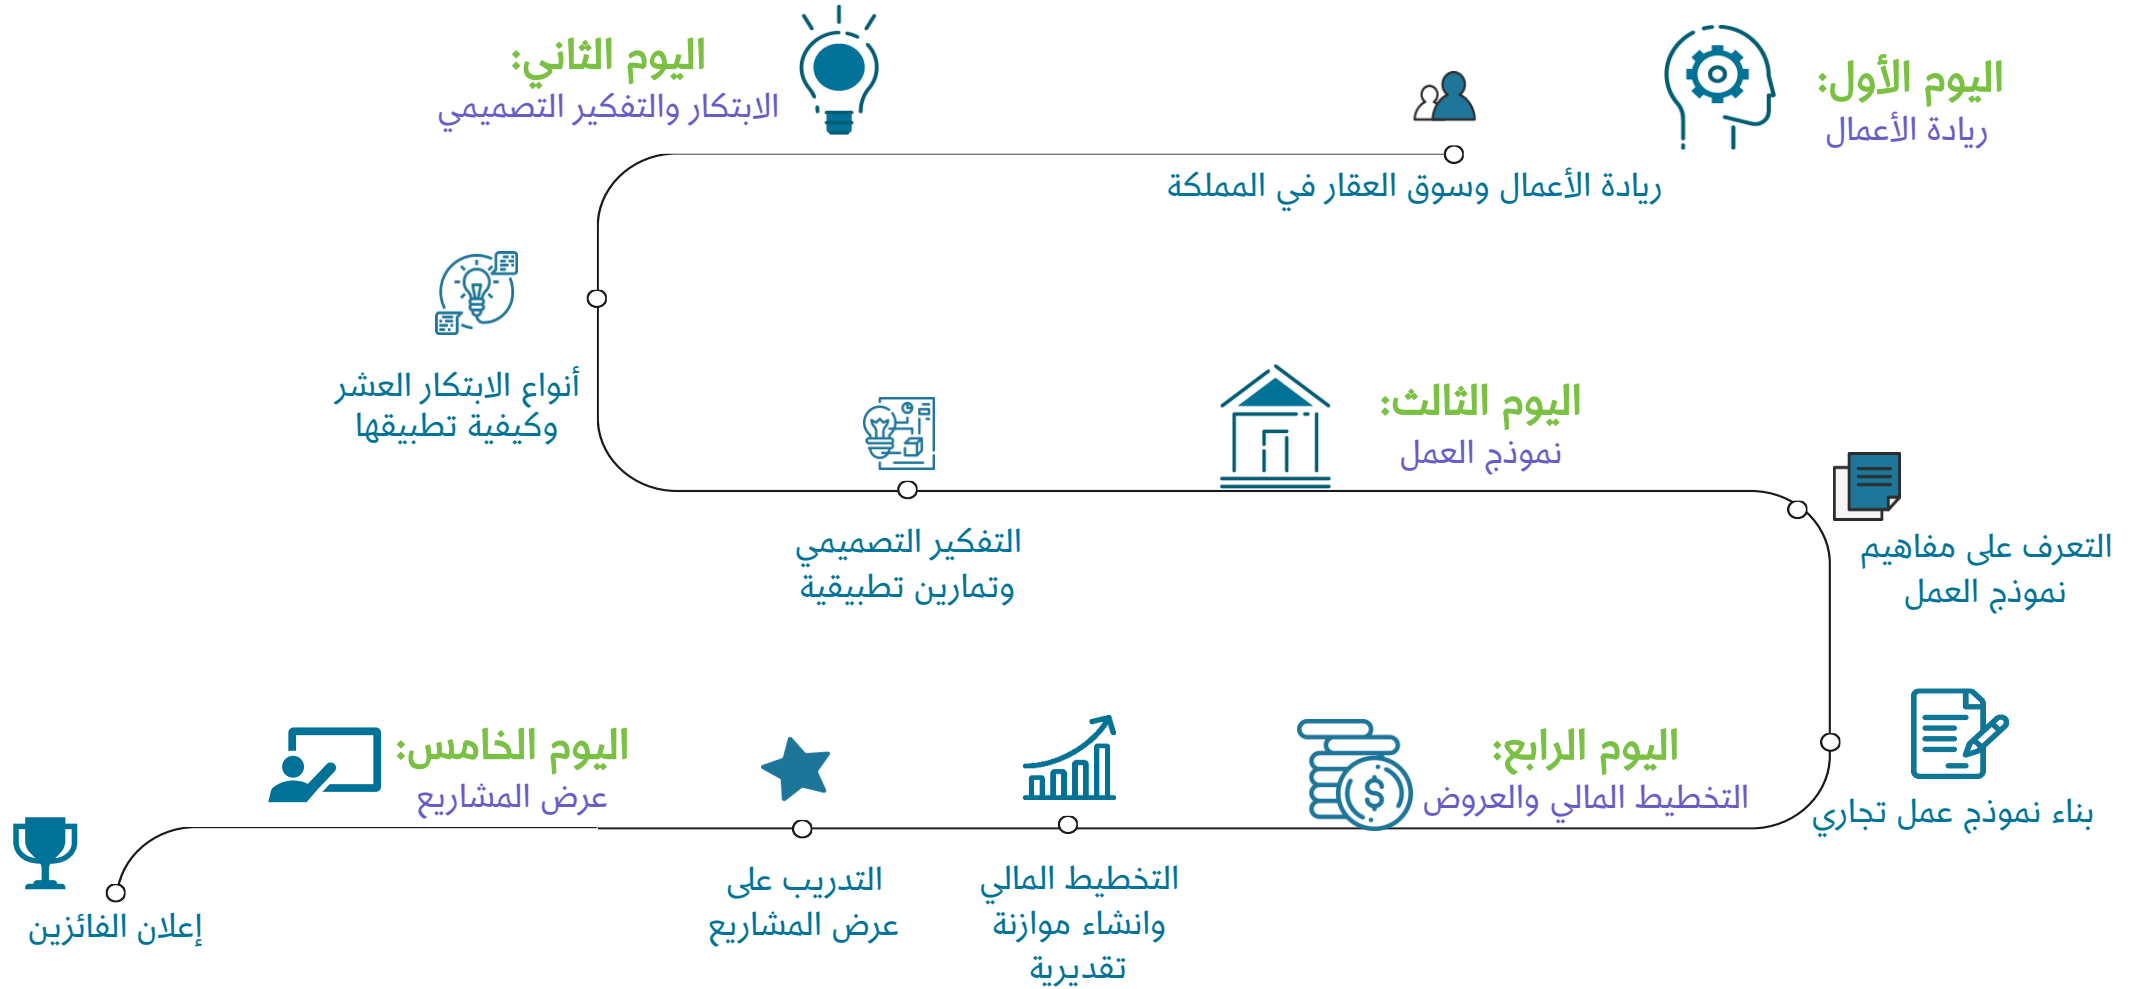 اليوم الأول:
ريادة الأعمال
ريادة الأعمال وسوق العقار في المملكة
اليوم الثاني:
الابتكار والتفكير التصميمي
أنواع الابتكار العشر
وكيفية تطبيقها
التفكير التصميمي
وتمارين تطبيقية
اليوم الثالث:
نموذج العمل
التعرف على مفاهيم
نموذج العمل
بناء نموذج عمل تجاري
اليوم الرابع:
التخطيط المالي والعروض
التخطيط المالي
وانشاء موازنة
تقديرية
التدريب على
عرض المشاريع
اليوم الخامس:
عرض المشاريع
إعلان الفائزين